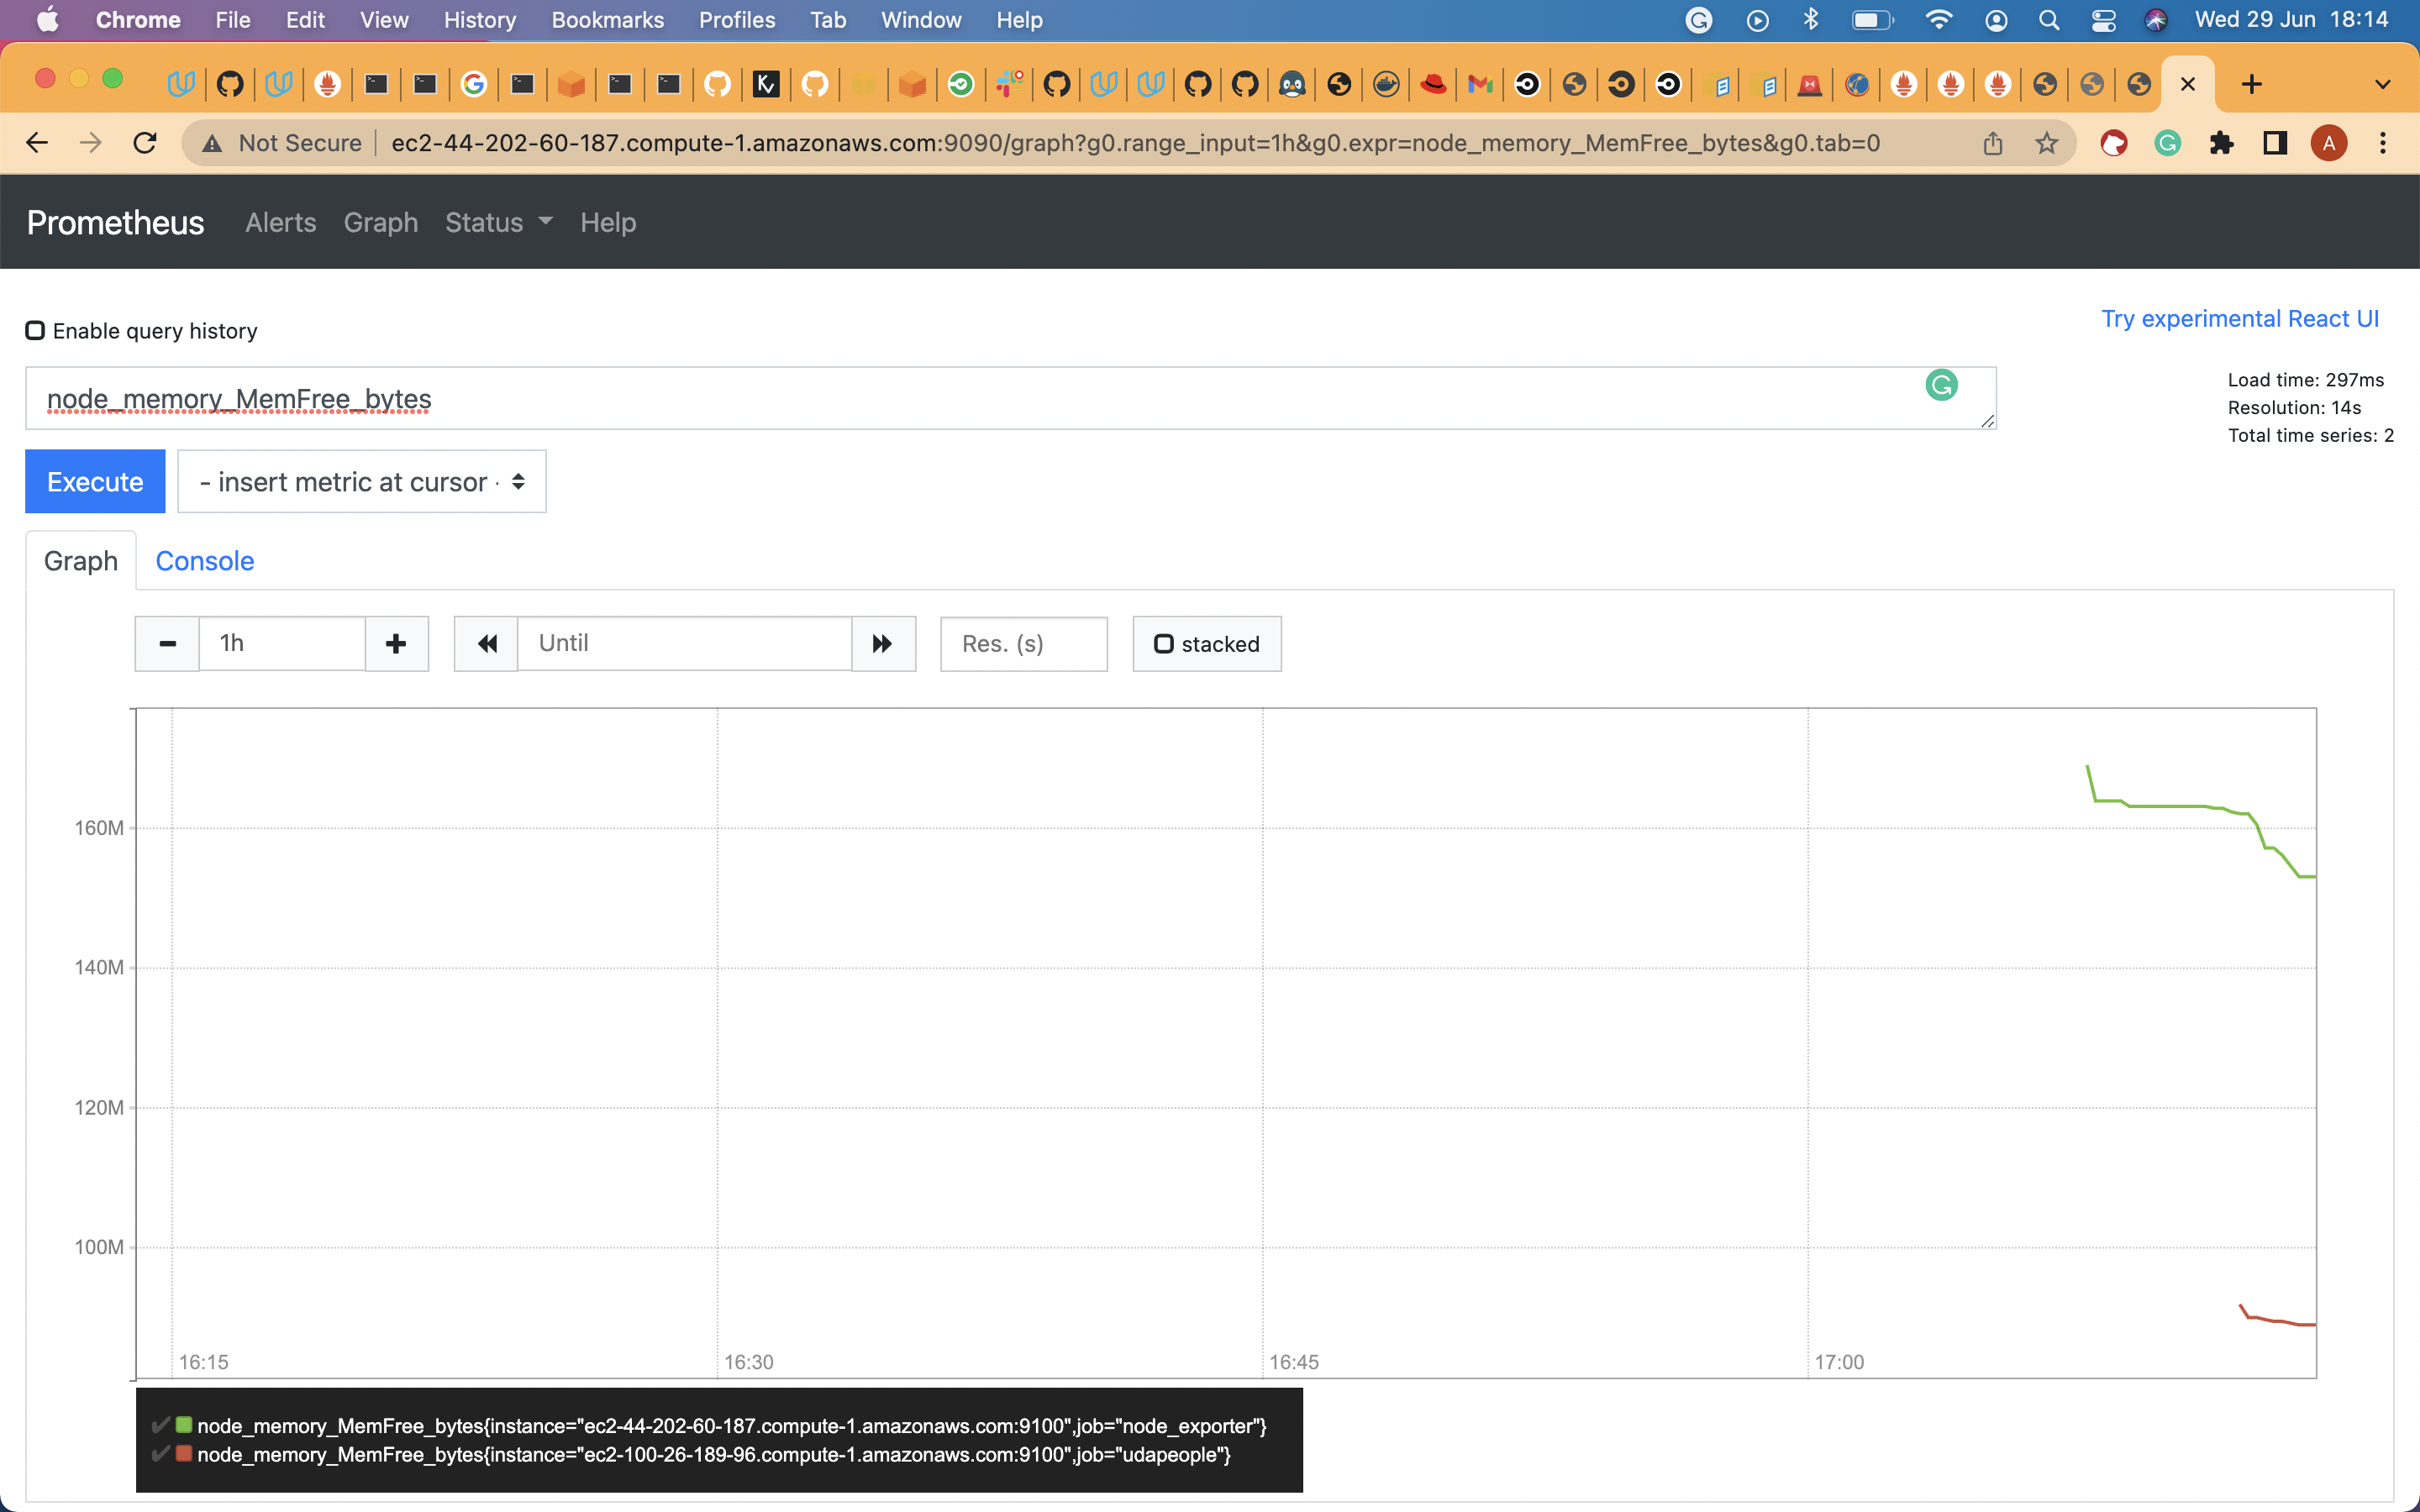 Chrome File Edit View History Bookmarks Profiles Tab Window Help Wed 29 Jun 18:14
Not Secure ec2-44-202-60-187.compute-1.amazonaws.com:9090/graph?g0.range_input=1h&g0.expr=node_memory_MemFree_bytes&g0.tab=0 A
Prometheus Alerts Graph Status Help
Enable query history
Try experimental React UI
node_memory_MemFree_bytes
Load time: 297ms
Resolution: 14s
Total time series: 2
Execute - insert metric at cursor -
Graph Console
1h Until Res. (s) stacked
160M
140M
120M
100M
16:15 16:30 16:45 17:00
node_memory_MemFree_bytes{instance="ec2-44-202-60-187.compute-1.amazonaws.com:9100",job="node_exporter"}
node_memory_MemFree_bytes{instance="ec2-100-26-189-96.compute-1.amazonaws.com:9100",job="udapeople"}